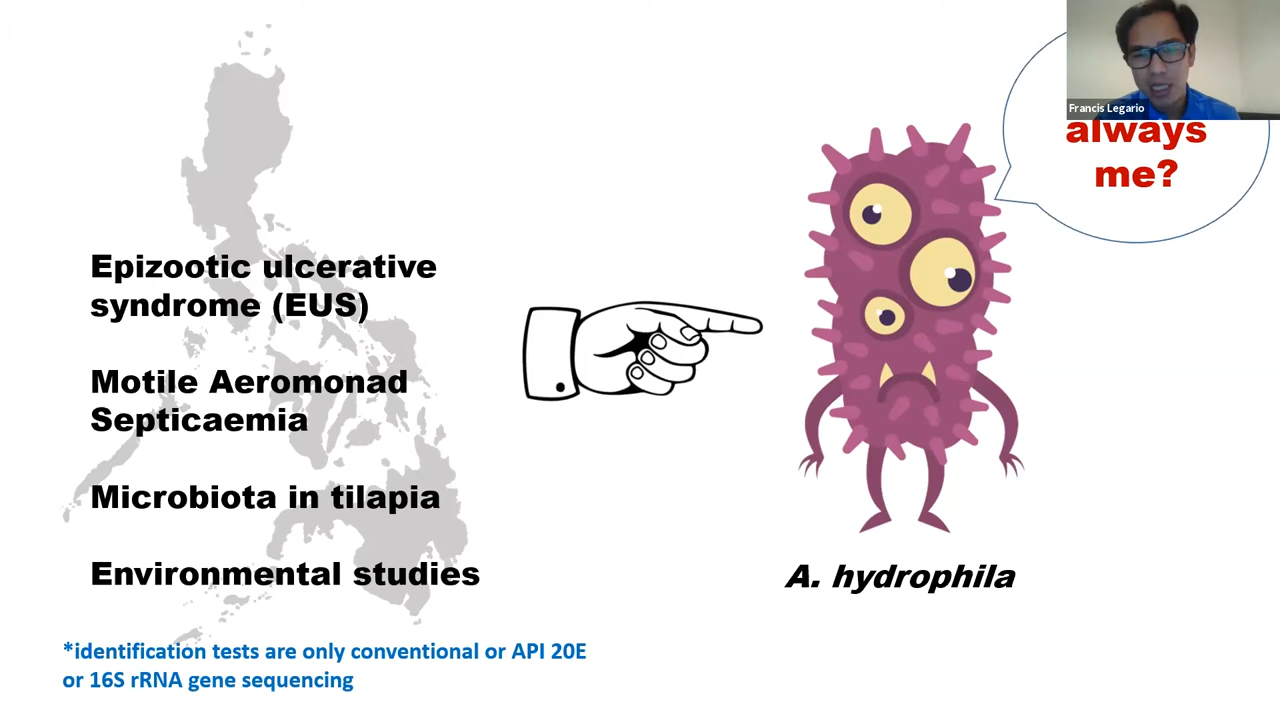 Francis Legario
always
me?
Epizootic ulcerative
syndrome (EUS)
Motile Aeromonad
Septicaemia
Microbiota in tilapia
Environmental studies
A. hydrophila
*identification tests are only conventional or API 20E
or 16S rRNA gene sequencing